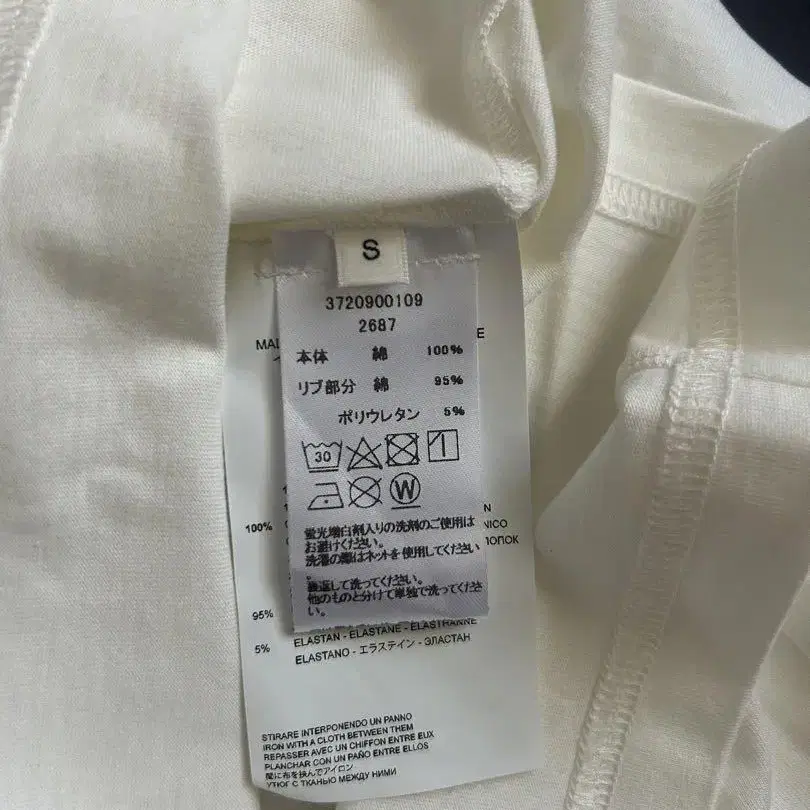 S
3720900109
2687
MAD
E
本体 綿 100%
リブ部分 綿 95%
ポリウレタン 5%
30
W
蛍光増白剤入りの洗剤のご使用は
お避けください。
洗濯の際はネットを使用してください
。
裏返して洗ってください。
他のものと分けて単独で洗ってくださ
い。
100%
N
NICO
ЛОПОК
95%
ELASTAN - ELASTANE - ELASTHANNE
5%
ELASTANO - エラステイン - ЭЛАСТАН
STIRARE INTERPONENDO UN PANNO
IRON WITH A CLOTH BETWEEN THEM
REPASSER AVEC UN CHIFFON ENTRE EUX
PLANCHAR CON UN PAÑO ENTRE ELLOS
間に布を挟んでアイロン
УТЮГ С ТКАНЬЮ МЕЖДУ НИМИ